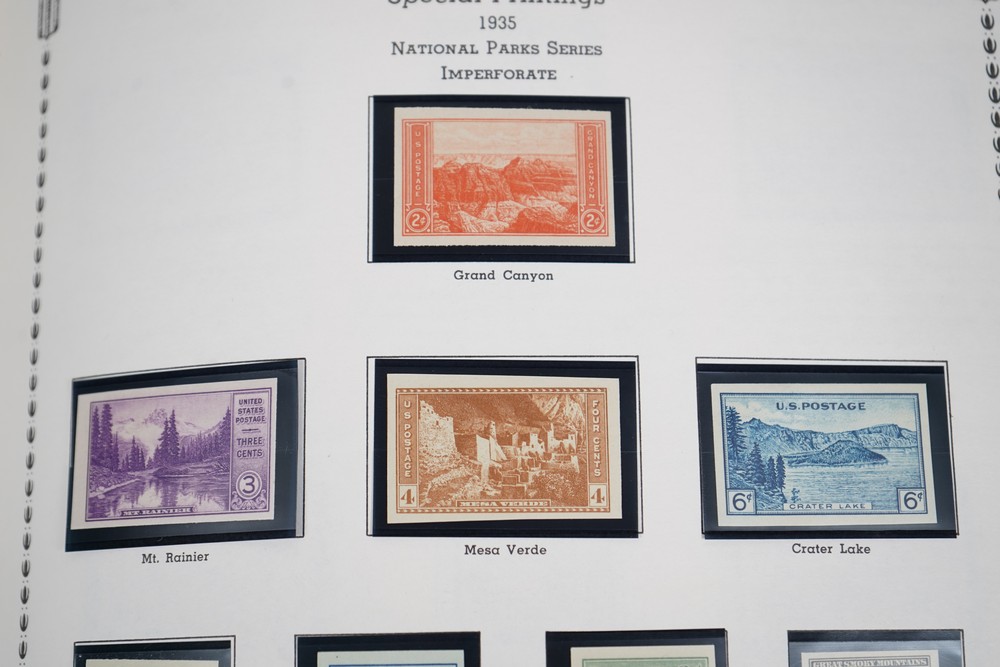 Special Printings
1935
NATIONAL PARKS SERIES
IMPERFORATE
U.S. POSTAGE
GRAND CANYON
2¢ 2¢
Grand Canyon
UNITED
STATES
POSTAGE
THREE
CENTS
3
MT. RAINIER
Mt. Rainier
U.S. POSTAGE
FOUR CENTS
4 4
MESA VERDE
Mesa Verde
U.S. POSTAGE
6¢ 6¢
CRATER LAKE
Crater Lake
GREAT SMOKY MOUNTAINS